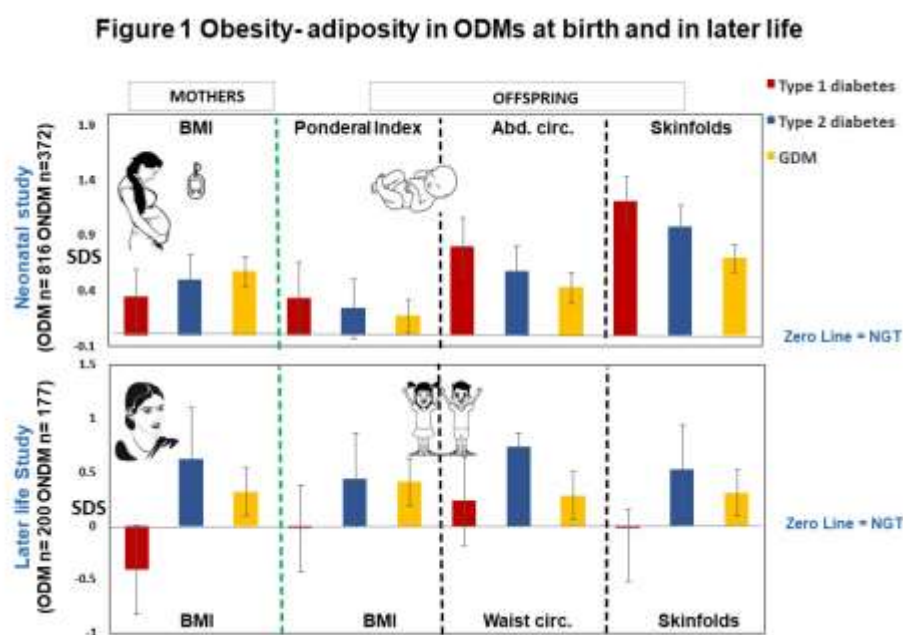 Figure 1 Obesity- adiposity in ODMs at birth and in later life
MOTHERS
OFFSPRING
Type 1 diabetes
Type 2 diabetes
GDM
Neonatal study
(ODM n= 816 ONDM n=372)
BMI
Ponderal Index
Abd. circ.
Skinfolds
1.9
1.4
0.9
SDS
0.4
-0.1
Zero Line = NGT
Later life Study
(ODM n= 200 ONDM n= 177)
1.5
1
0.5
SDS
0
-0.5
-1
Zero Line = NGT
BMI
BMI
Waist circ.
Skinfolds